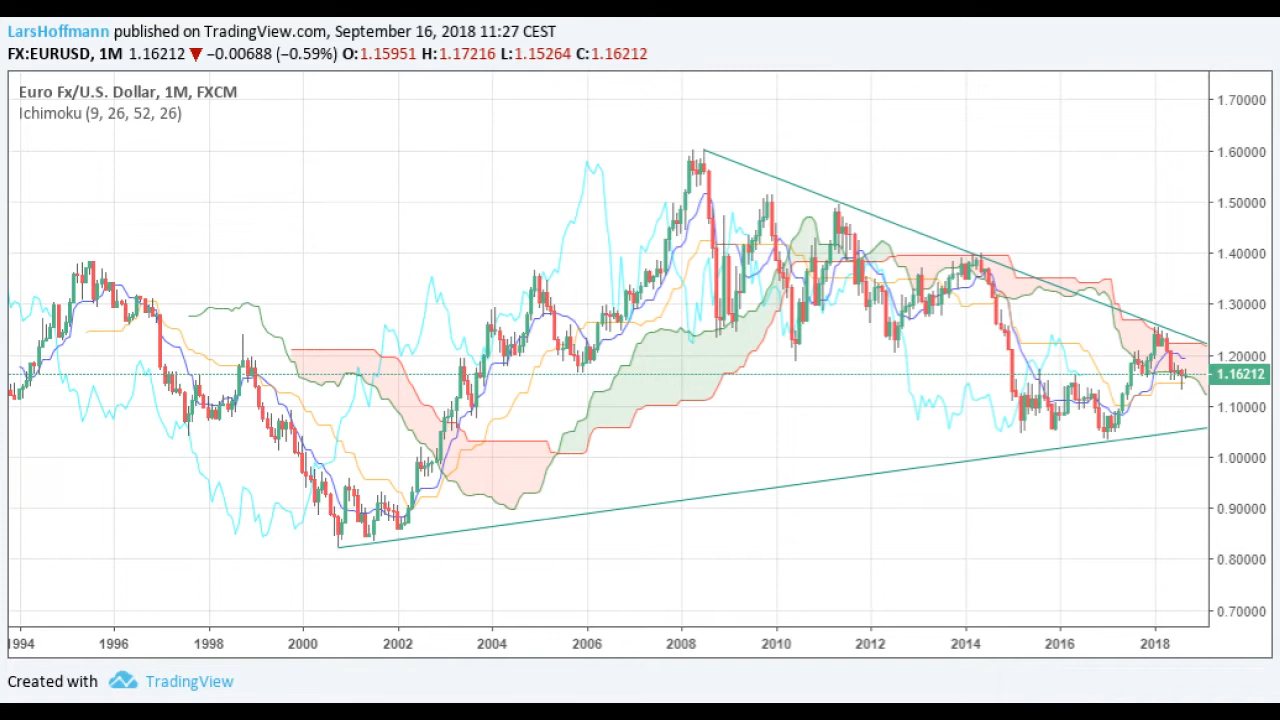 LarsHoffmann published on TradingView.com, September 16, 2018 11:27 CEST
FX:EURUSD, 1M 1.16212 ▼ −0.00688 (−0.59%) O:1.15951 H:1.17216 L:1.15264 C:1.16212
Euro Fx/U.S. Dollar, 1M, FXCM
Ichimoku (9, 26, 52, 26)
1.70000
1.60000
1.50000
1.40000
1.30000
1.20000
1.16212
1.10000
1.00000
0.90000
0.80000
0.70000
1994 1996 1998 2000 2002 2004 2006 2008 2010 2012 2014 2016 2018
Created with TradingView